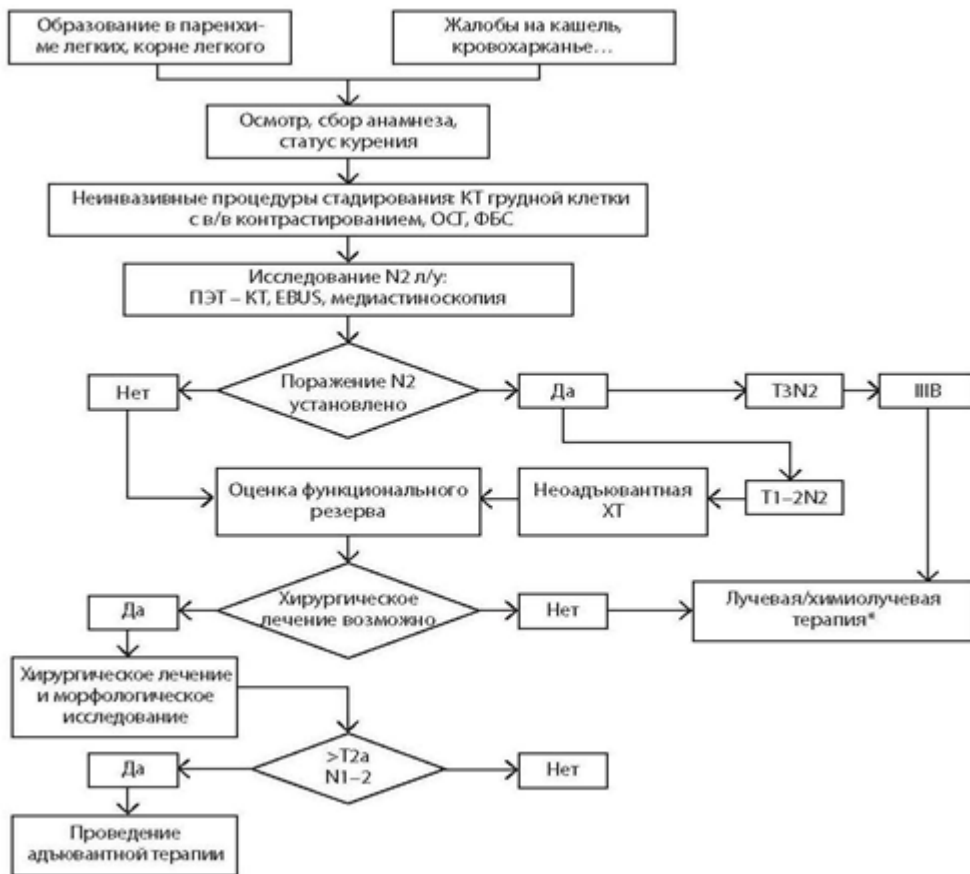 Образование в паренхи-
ме легких, корне легкого
Жалобы на кашель,
кровохарканье...
Осмотр, сбор анамнеза,
статус курения
Неинвазивные процедуры стадирования: КТ грудной клетки
с в/в контрастированием, ОСГ, ФБС
Исследование N2 л/у:
ПЭТ – КТ, EBUS, медиастиноскопия
Поражение N2
установлено
Нет
Да
T3N2
IIIB
T1–2N2
Неоадъювантная
ХТ
Оценка функционального
резерва
Хирургическое
лечение возможно
Да
Нет
Лучевая/химиолучевая
терапия*
Хирургическое лечение
и морфологическое
исследование
>T2a
N1–2
Да
Нет
Проведение
адъювантной терапии